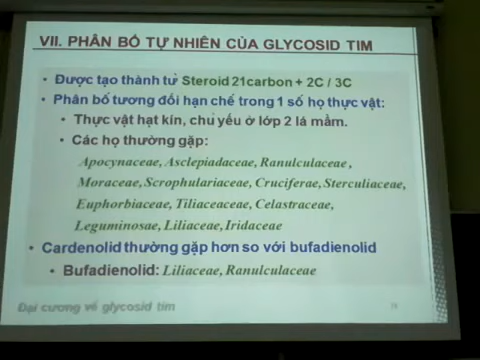 VII. PHÂN BỐ TỰ NHIÊN CỦA GLYCOSID TIM
• Được tạo thành từ Steroid 21carbon + 2C / 3C
• Phân bố tương đối hạn chế trong 1 số họ thực vật:
• Thực vật hạt kín, chủ yếu ở lớp 2 lá mầm.
• Các họ thường gặp:
Apocynaceae, Asclepiadaceae, Ranulculaceae,
Moraceae, Scrophulariaceae, Cruciferae, Sterculiaceae,
Euphorbiaceae, Tiliaceaceae, Celastraceae,
Leguminosae, Liliaceae, Iridaceae
• Cardenolid thường gặp hơn so với bufadienolid
• Bufadienolid: Liliaceae, Ranulculaceae
Đại cương về glycosid tim